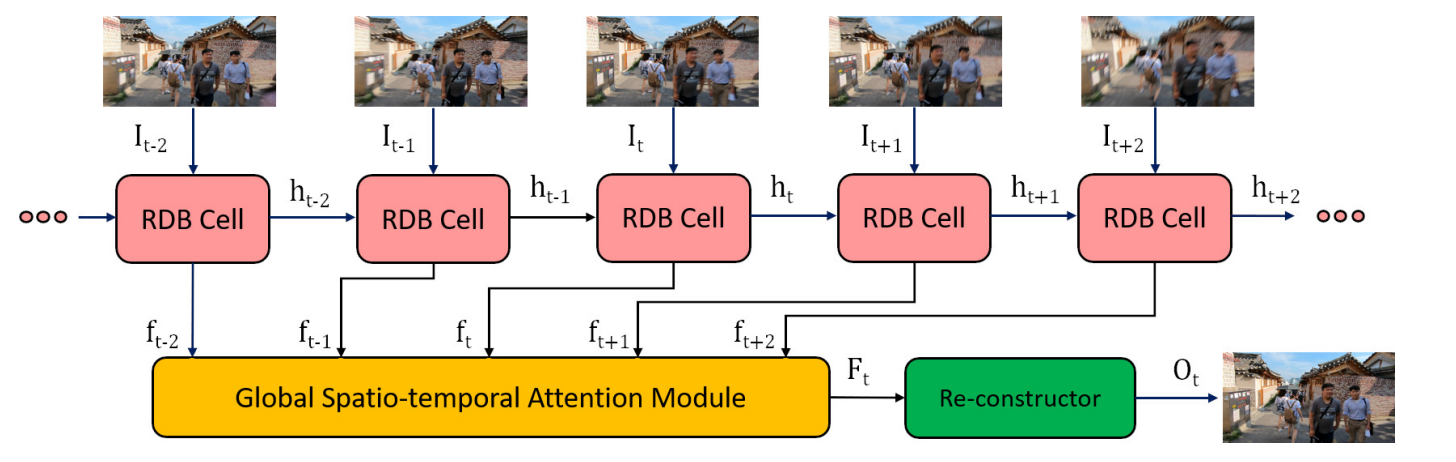 I_{t-2}
I_{t-1}
I_t
I_{t+1}
I_{t+2}
RDB Cell
h_{t-2}
RDB Cell
h_{t-1}
RDB Cell
h_t
RDB Cell
h_{t+1}
RDB Cell
h_{t+2}
f_{t-2}
f_{t-1}
f_t
f_{t+1}
f_{t+2}
Global Spatio-temporal Attention Module
F_t
Re-constructor
O_t